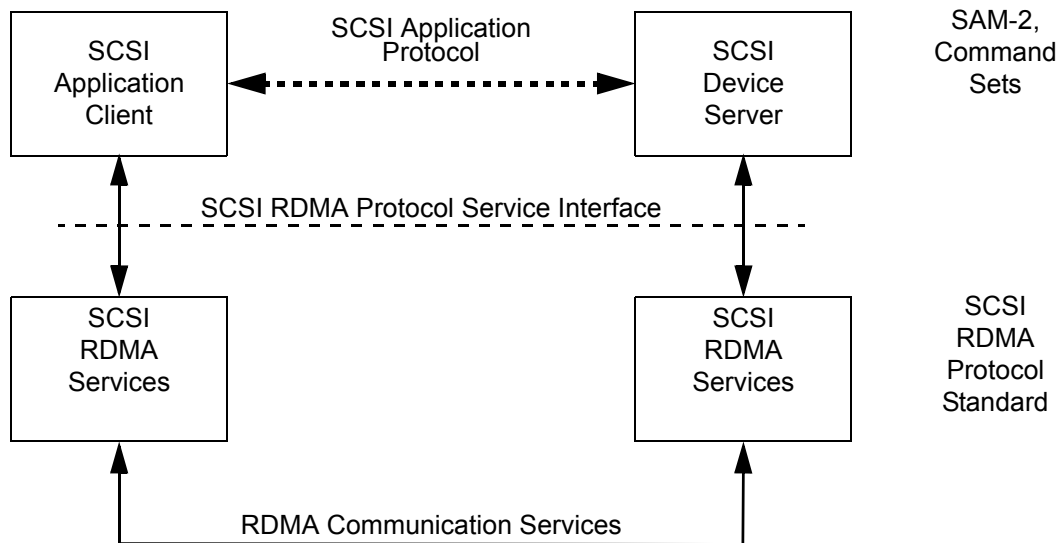 SCSI
Application
Client
SCSI Application
Protocol
SCSI
Device
Server
SAM-2,
Command
Sets
SCSI RDMA Protocol Service Interface
SCSI
RDMA
Services
SCSI
RDMA
Services
SCSI
RDMA
Protocol
Standard
RDMA Communication Services